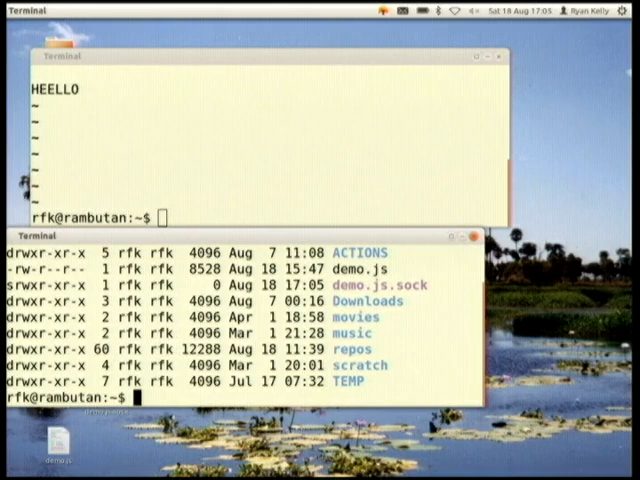 Terminal
Sat 18 Aug 17:05
Ryan Kelly
Terminal
HEELLO
~
~
~
~
~
~
~
rfk@rambutan:~$
Terminal
drwxr-xr-x 5 rfk rfk 4096 Aug 7 11:08 ACTIONS
-rw-r--r-- 1 rfk rfk 8528 Aug 18 15:47 demo.js
srwxr-xr-x 1 rfk rfk 0 Aug 18 17:05 demo.js.sock
drwxr-xr-x 3 rfk rfk 4096 Aug 7 00:16 Downloads
drwxr-xr-x 2 rfk rfk 4096 Apr 1 18:58 movies
drwxr-xr-x 2 rfk rfk 4096 Mar 1 21:28 music
drwxr-xr-x 60 rfk rfk 12288 Aug 18 11:39 repos
drwxr-xr-x 4 rfk rfk 4096 Mar 1 20:01 scratch
drwxr-xr-x 7 rfk rfk 4096 Jul 17 07:32 TEMP
rfk@rambutan:~$
demo.js